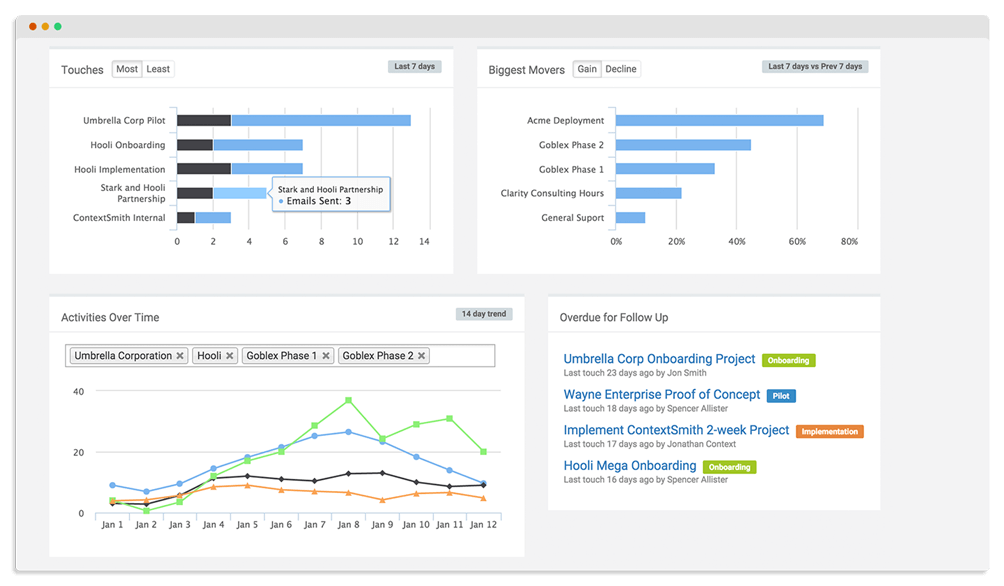 Touches Most Least Last 7 days
Umbrella Corp Pilot
Hooli Onboarding
Hooli Implementation
Stark and Hooli
Partnership
ContextSmith Internal
Stark and Hooli Partnership
Emails Sent: 3
0 2 4 6 8 10 12 14
Biggest Movers Gain Decline Last 7 days vs Prev 7 days
Acme Deployment
Goblex Phase 2
Goblex Phase 1
Clarity Consulting Hours
General Suport
0% 20% 40% 60% 80%
Activities Over Time 14 day trend
Umbrella Corporation × Hooli × Goblex Phase 1 × Goblex Phase 2 ×
40
20
0
Jan 1 Jan 2 Jan 3 Jan 4 Jan 5 Jan 6 Jan 7 Jan 8 Jan 9 Jan 10 Jan 11 Jan 12
Overdue for Follow Up
Umbrella Corp Onboarding Project Onboarding
Last touch 23 days ago by Jon Smith
Wayne Enterprise Proof of Concept Pilot
Last touch 18 days ago by Spencer Allister
Implement ContextSmith 2-week Project Implementation
Last touch 17 days ago by Jonathan Context
Hooli Mega Onboarding Onboarding
Last touch 16 days ago by Spencer Allister